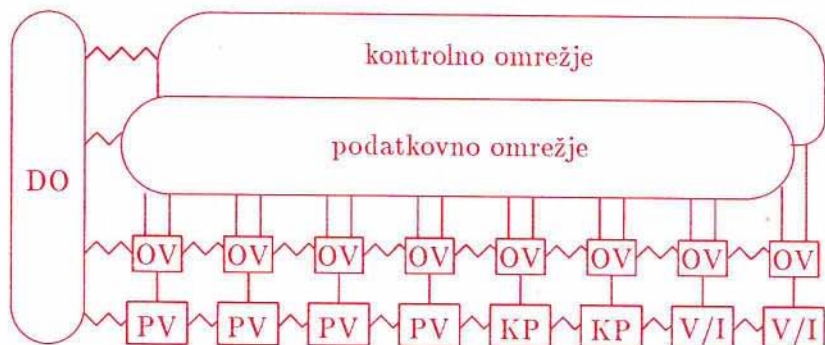 kontrolno omrežje
podatkovno omrežje
DO
OV OV OV OV OV OV OV OV
PV PV PV PV KP KP V/I V/I